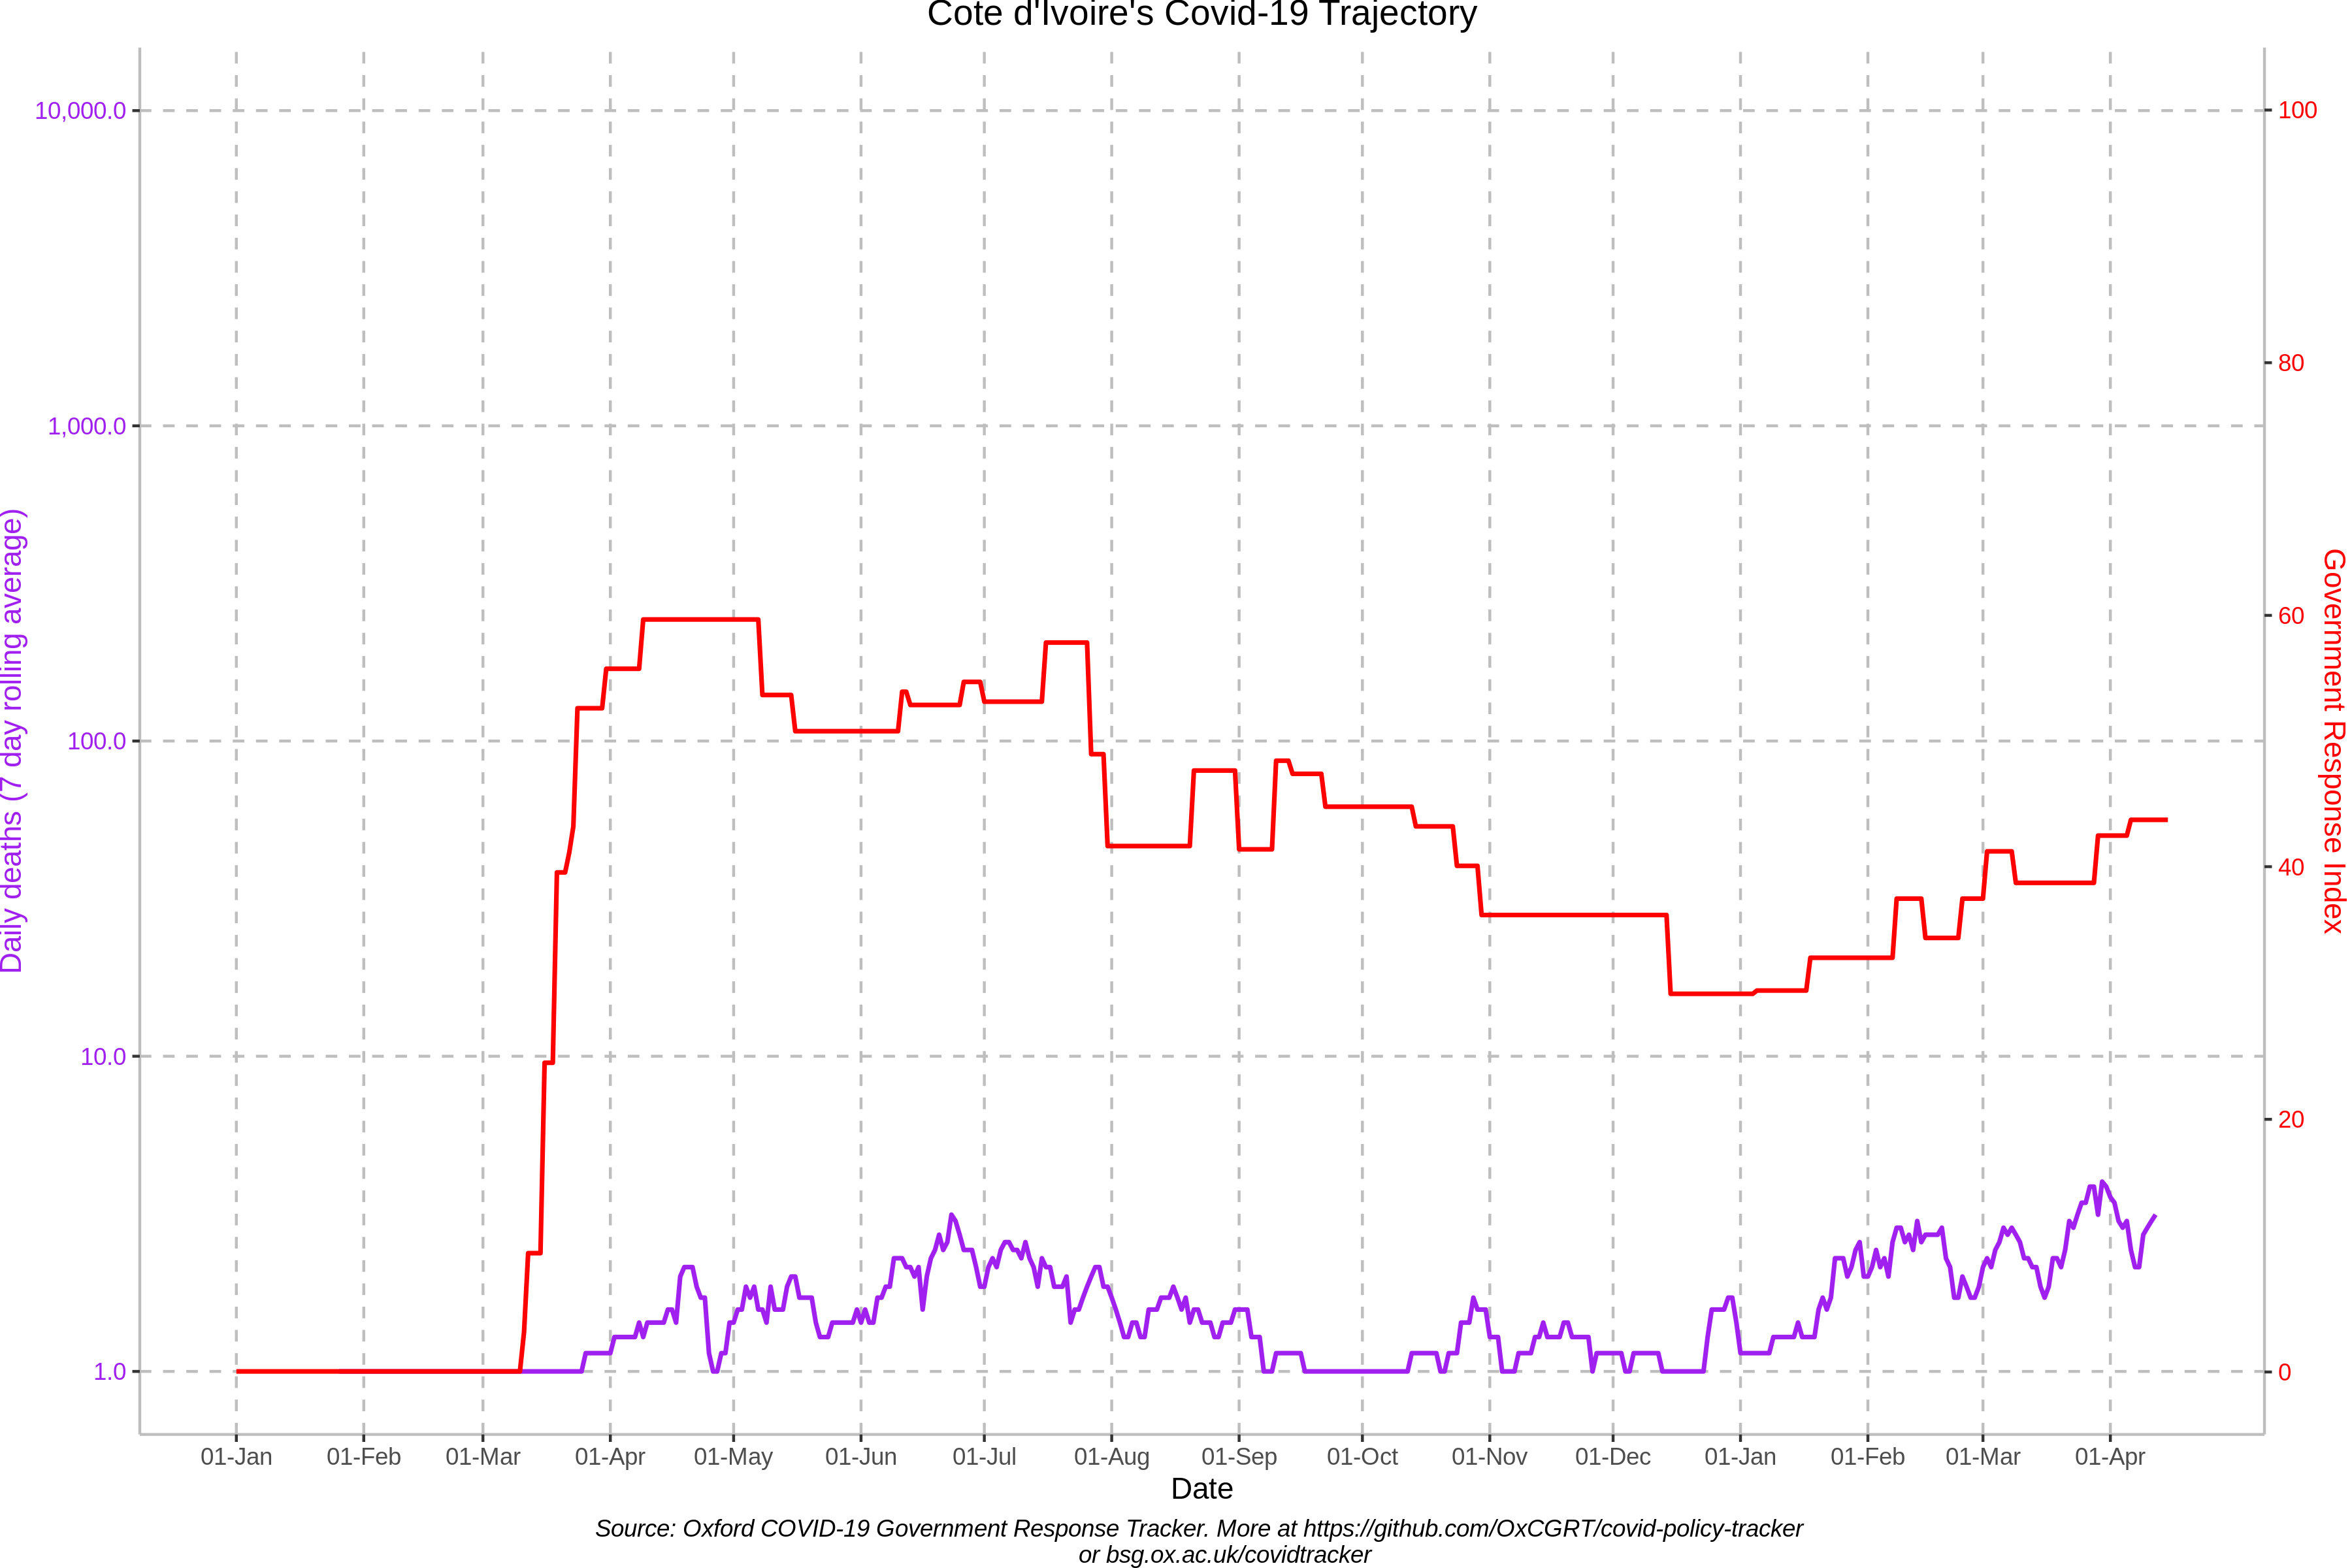 Cote d'Ivoire's Covid-19 Trajectory
10,000.0
1,000.0
100.0
10.0
1.0
Daily deaths (7 day rolling average)
100
80
60
40
20
0
Government Response Index
01-Jan 01-Feb 01-Mar 01-Apr 01-May 01-Jun 01-Jul 01-Aug 01-Sep 01-Oct 01-Nov 01-Dec 01-Jan 01-Feb 01-Mar 01-Apr
Date
Source: Oxford COVID-19 Government Response Tracker. More at https://github.com/OxCGRT/covid-policy-tracker
or bsg.ox.ac.uk/covidtracker